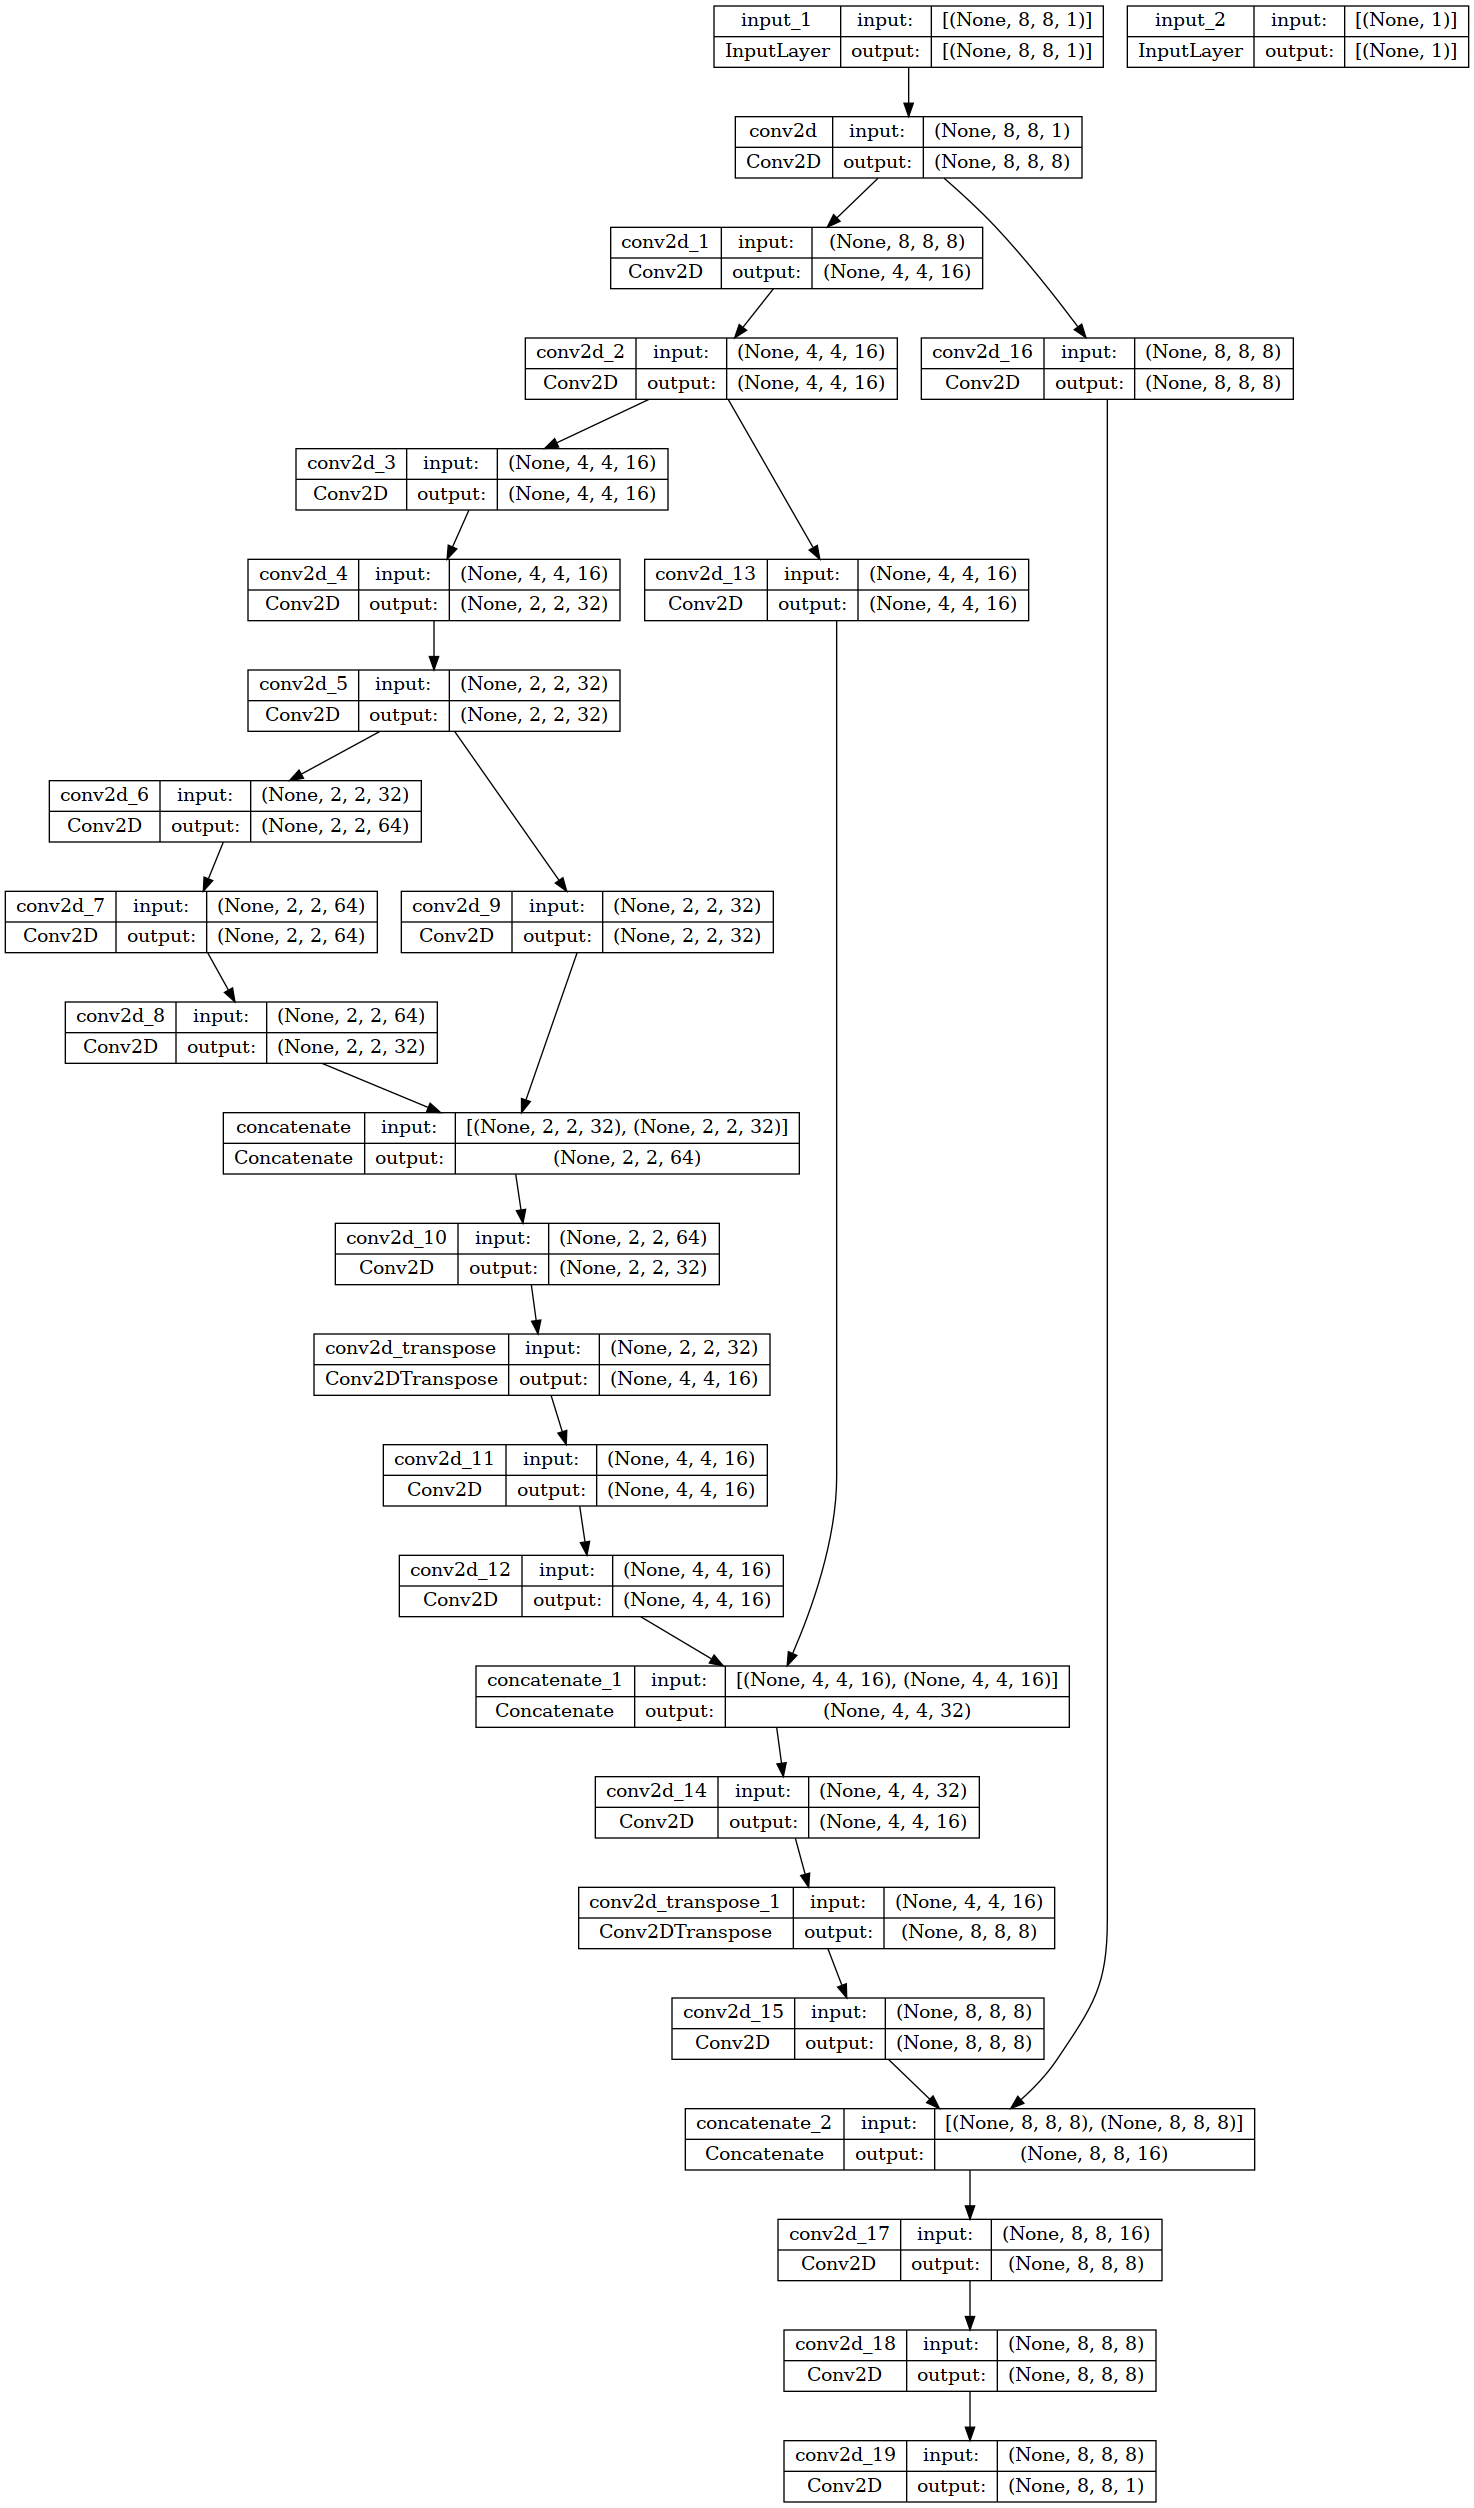 input_1 input: [(None, 8, 8, 1)]
InputLayer output: [(None, 8, 8, 1)]
input_2 input: [(None, 1)]
InputLayer output: [(None, 1)]
conv2d input: (None, 8, 8, 1)
Conv2D output: (None, 8, 8, 8)
conv2d_1 input: (None, 8, 8, 8)
Conv2D output: (None, 4, 4, 16)
conv2d_2 input: (None, 4, 4, 16)
Conv2D output: (None, 4, 4, 16)
conv2d_16 input: (None, 8, 8, 8)
Conv2D output: (None, 8, 8, 8)
conv2d_3 input: (None, 4, 4, 16)
Conv2D output: (None, 4, 4, 16)
conv2d_4 input: (None, 4, 4, 16)
Conv2D output: (None, 2, 2, 32)
conv2d_13 input: (None, 4, 4, 16)
Conv2D output: (None, 4, 4, 16)
conv2d_5 input: (None, 2, 2, 32)
Conv2D output: (None, 2, 2, 32)
conv2d_6 input: (None, 2, 2, 32)
Conv2D output: (None, 2, 2, 64)
conv2d_7 input: (None, 2, 2, 64)
Conv2D output: (None, 2, 2, 64)
conv2d_9 input: (None, 2, 2, 32)
Conv2D output: (None, 2, 2, 32)
conv2d_8 input: (None, 2, 2, 64)
Conv2D output: (None, 2, 2, 32)
concatenate input: [(None, 2, 2, 32), (None, 2, 2, 32)]
Concatenate output: (None, 2, 2, 64)
conv2d_10 input: (None, 2, 2, 64)
Conv2D output: (None, 2, 2, 32)
conv2d_transpose input: (None, 2, 2, 32)
Conv2DTranspose output: (None, 4, 4, 16)
conv2d_11 input: (None, 4, 4, 16)
Conv2D output: (None, 4, 4, 16)
conv2d_12 input: (None, 4, 4, 16)
Conv2D output: (None, 4, 4, 16)
concatenate_1 input: [(None, 4, 4, 16), (None, 4, 4, 16)]
Concatenate output: (None, 4, 4, 32)
conv2d_14 input: (None, 4, 4, 32)
Conv2D output: (None, 4, 4, 16)
conv2d_transpose_1 input: (None, 4, 4, 16)
Conv2DTranspose output: (None, 8, 8, 8)
conv2d_15 input: (None, 8, 8, 8)
Conv2D output: (None, 8, 8, 8)
concatenate_2 input: [(None, 8, 8, 8), (None, 8, 8, 8)]
Concatenate output: (None, 8, 8, 16)
conv2d_17 input: (None, 8, 8, 16)
Conv2D output: (None, 8, 8, 8)
conv2d_18 input: (None, 8, 8, 8)
Conv2D output: (None, 8, 8, 8)
conv2d_19 input: (None, 8, 8, 8)
Conv2D output: (None, 8, 8, 1)